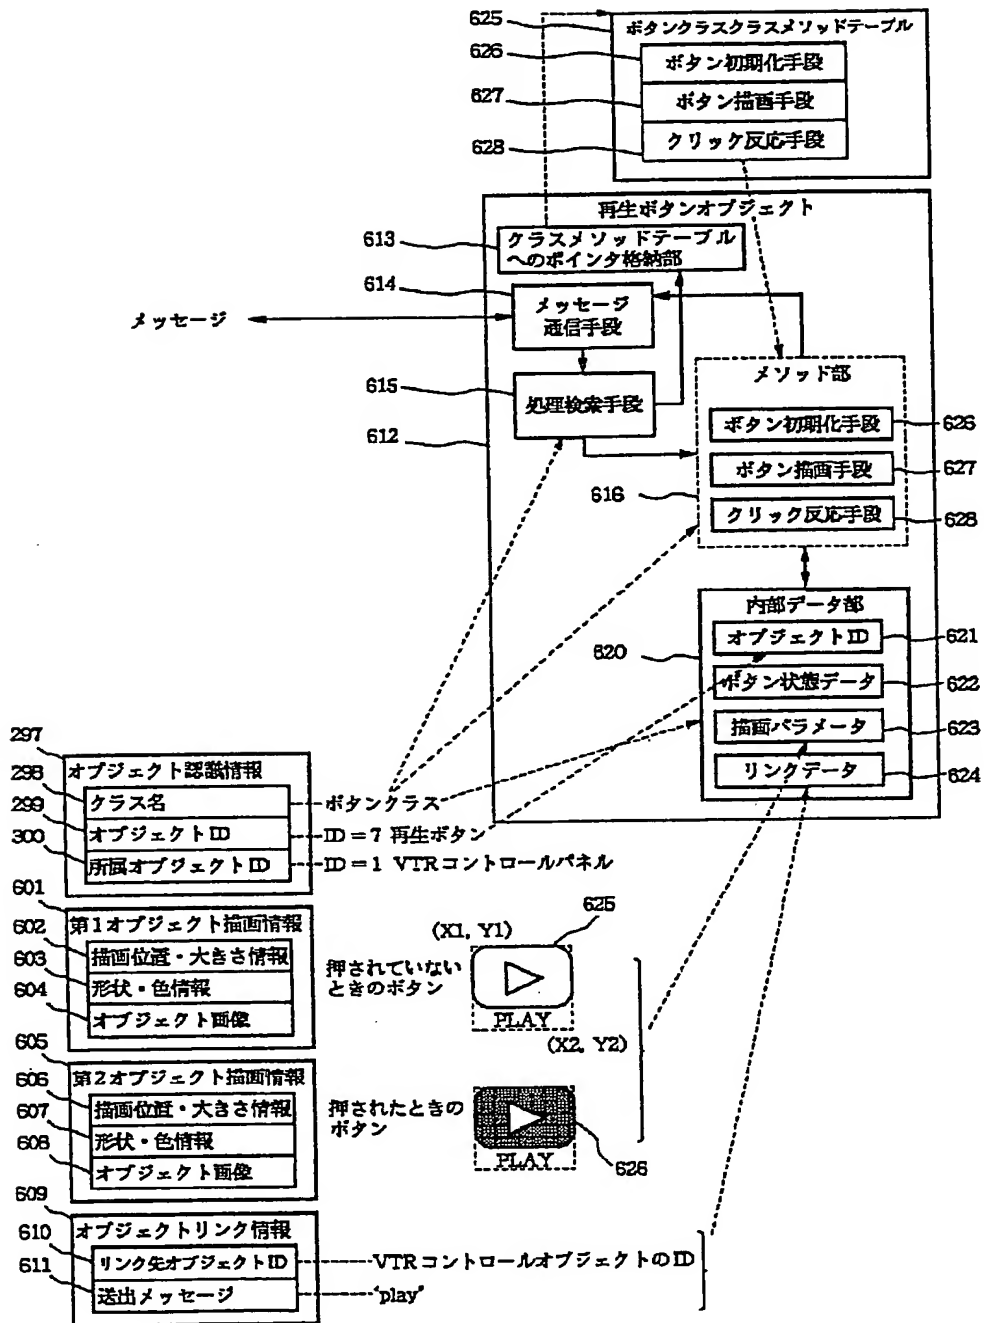 625
ボタンクラスクラスメソッドテーブル
626
ボタン初期化手段
627
ボタン描画手段
628
クリック反応手段
再生ボタンオブジェクト
613
クラスメソッドテーブル
へのポインタ格納部
614
メッセージ
通信手段
メッセージ
615
処理検索手段
612
メソッド部
ボタン初期化手段
626
ボタン描画手段
627
616
クリック反応手段
628
内部データ部
620
オブジェクトID
621
ボタン状態データ
622
描画パラメータ
623
リンクデータ
624
297
オブジェクト認識情報
298
クラス名
ボタンクラス
299
オブジェクトID
ID=7 再生ボタン
300
所属オブジェクトID
ID=1 VTRコントロールパネル
601
第1オブジェクト描画情報
602
描画位置・大きさ情報
603
形状・色情報
604
オブジェクト画像
押されていない
ときのボタン
(X1, Y1)
625
PLAY
(X2, Y2)
605
第2オブジェクト描画情報
606
描画位置・大きさ情報
607
形状・色情報
608
オブジェクト画像
押されたときの
ボタン
PLAY
626
609
オブジェクトリンク情報
610
リンク先オブジェクトID
VTRコントロールオブジェクトのID
611
送出メッセージ
'play'